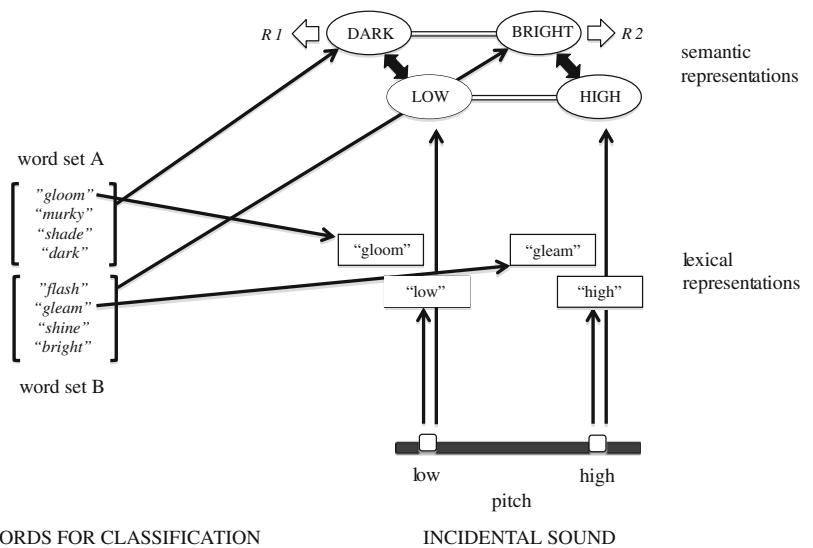 R 1
DARK
BRIGHT
R 2
semantic
representations
LOW
HIGH
word set A
"gloom"
"murky"
"shade"
"dark"
"gloom"
"gleam"
lexical
representations
"flash"
"gleam"
"shine"
"bright"
"low"
"high"
word set B
low
high
pitch
ORDS FOR CLASSIFICATION
INCIDENTAL SOUND